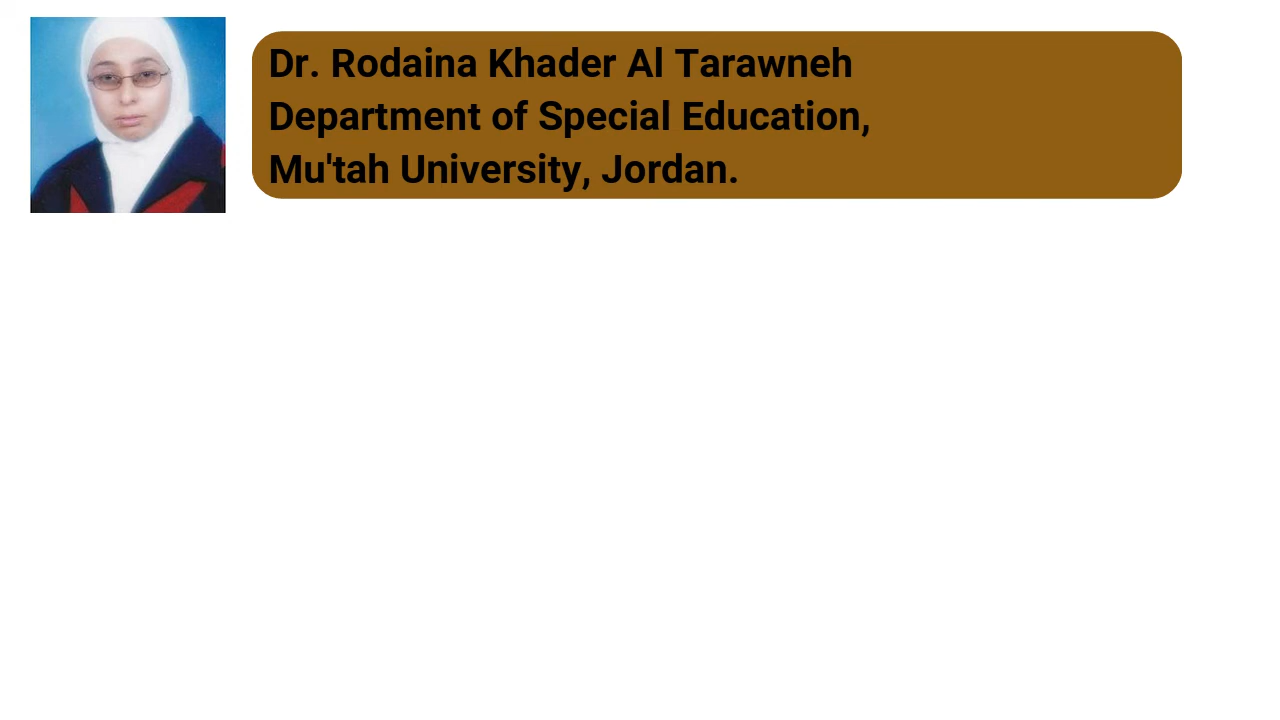 Dr. Rodaina Khader Al Tarawneh
Department of Special Education,
Mu'tah University, Jordan.